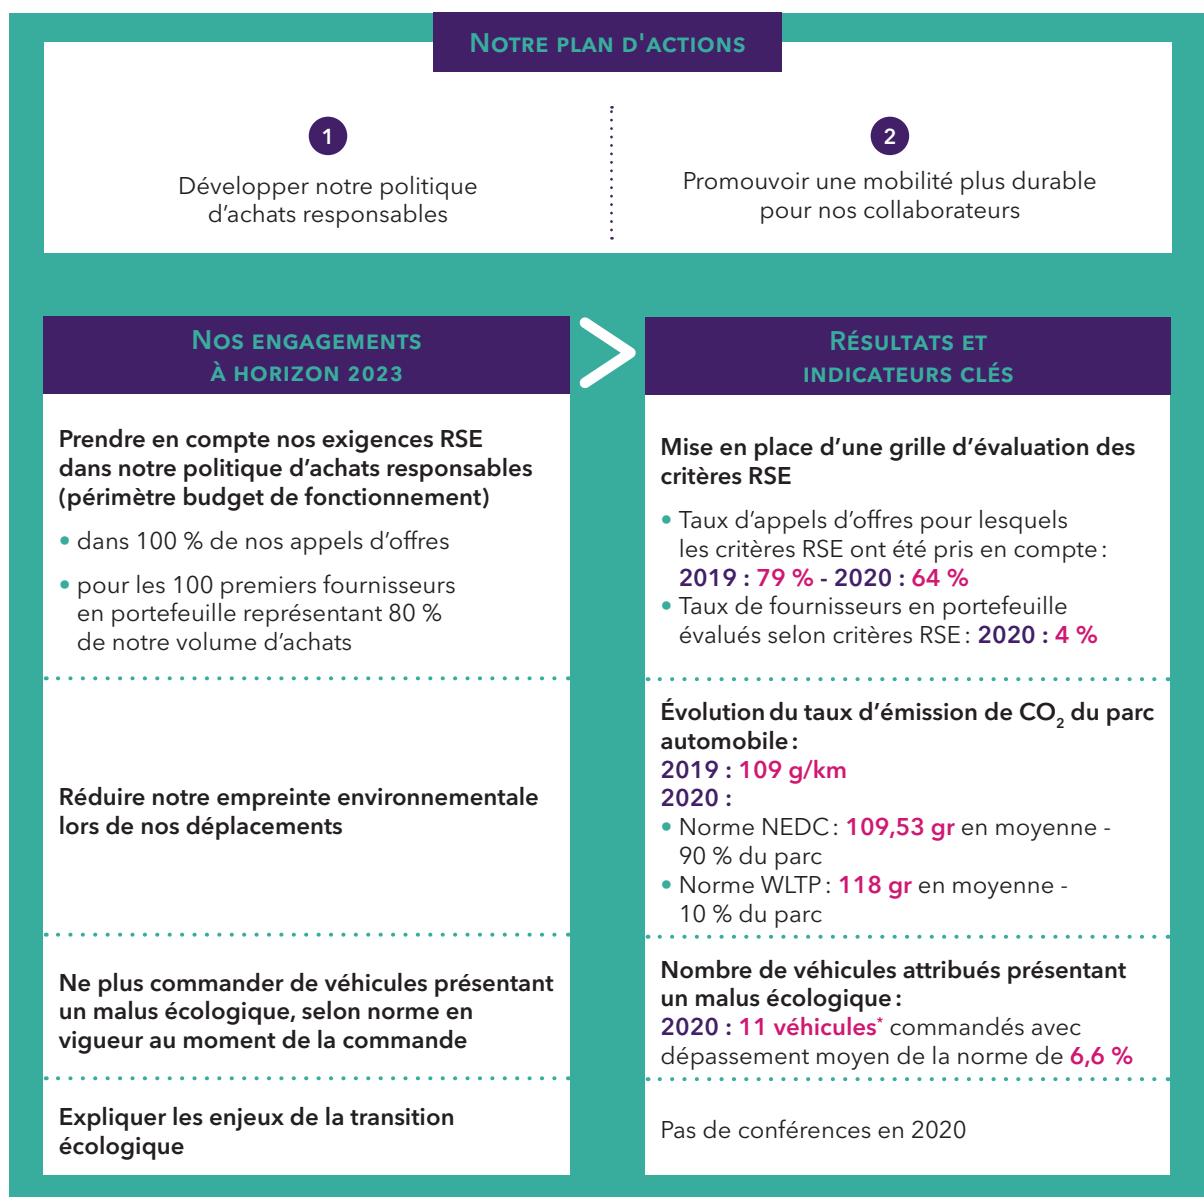 NOTRE PLAN D'ACTIONS
1
Développer notre politique
d'achats responsables
2
Promouvoir une mobilité plus durable
pour nos collaborateurs
NOS ENGAGEMENTS
À HORIZON 2023
Prendre en compte nos exigences RSE
dans notre politique d'achats responsables
(périmètre budget de fonctionnement)
• dans 100 % de nos appels d'offres
• pour les 100 premiers fournisseurs
en portefeuille représentant 80 %
de notre volume d'achats
Réduire notre empreinte environnementale
lors de nos déplacements
Ne plus commander de véhicules présentant
un malus écologique, selon norme en
vigueur au moment de la commande
Expliquer les enjeux de la transition
écologique
RÉSULTATS ET
INDICATEURS CLÉS
Mise en place d'une grille d'évaluation des
critères RSE
• Taux d'appels d'offres pour lesquels
les critères RSE ont été pris en compte :
2019 : 79 % - 2020 : 64 %
• Taux de fournisseurs en portefeuille
évalués selon critères RSE : 2020 : 4 %
Évolution du taux d'émission de CO₂ du parc
automobile :
2019 : 109 g/km
2020 :
• Norme NEDC : 109,53 gr en moyenne -
90 % du parc
• Norme WLTP : 118 gr en moyenne -
10 % du parc
Nombre de véhicules attribués présentant
un malus écologique :
2020 : 11 véhicules* commandés avec
dépassement moyen de la norme de 6,6 %
Pas de conférences en 2020